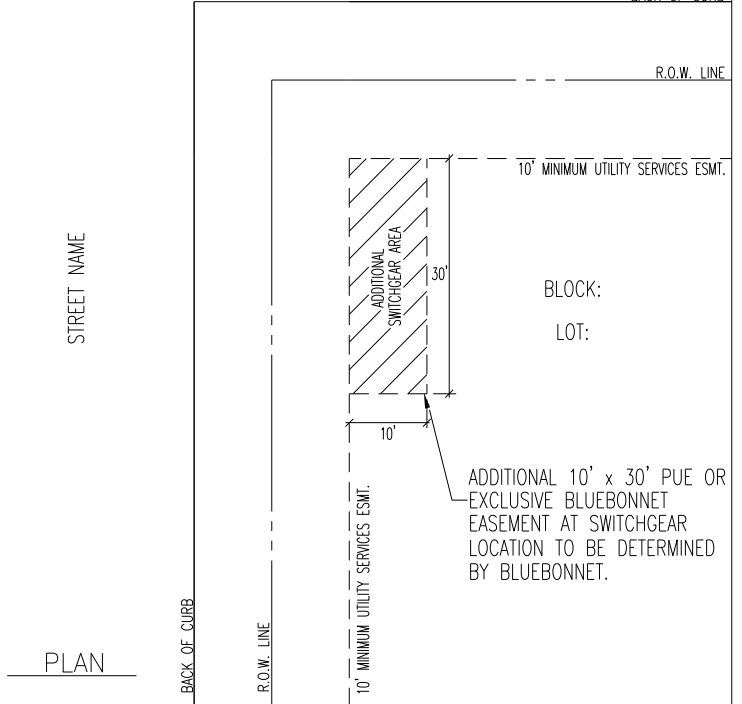 R.O.W. LINE
10' MINIMUM UTILITY SERVICES ESMT.
STREET NAME
ADDITIONAL
SWITCHGEAR AREA
30'
BLOCK:
LOT:
10'
ADDITIONAL 10' x 30' PUE OR
EXCLUSIVE BLUEBONNET
EASEMENT AT SWITCHGEAR
LOCATION TO BE DETERMINED
BY BLUEBONNET.
PLAN
BACK OF CURB
R.O.W. LINE
10' MINIMUM UTILITY SERVICES ESMT.